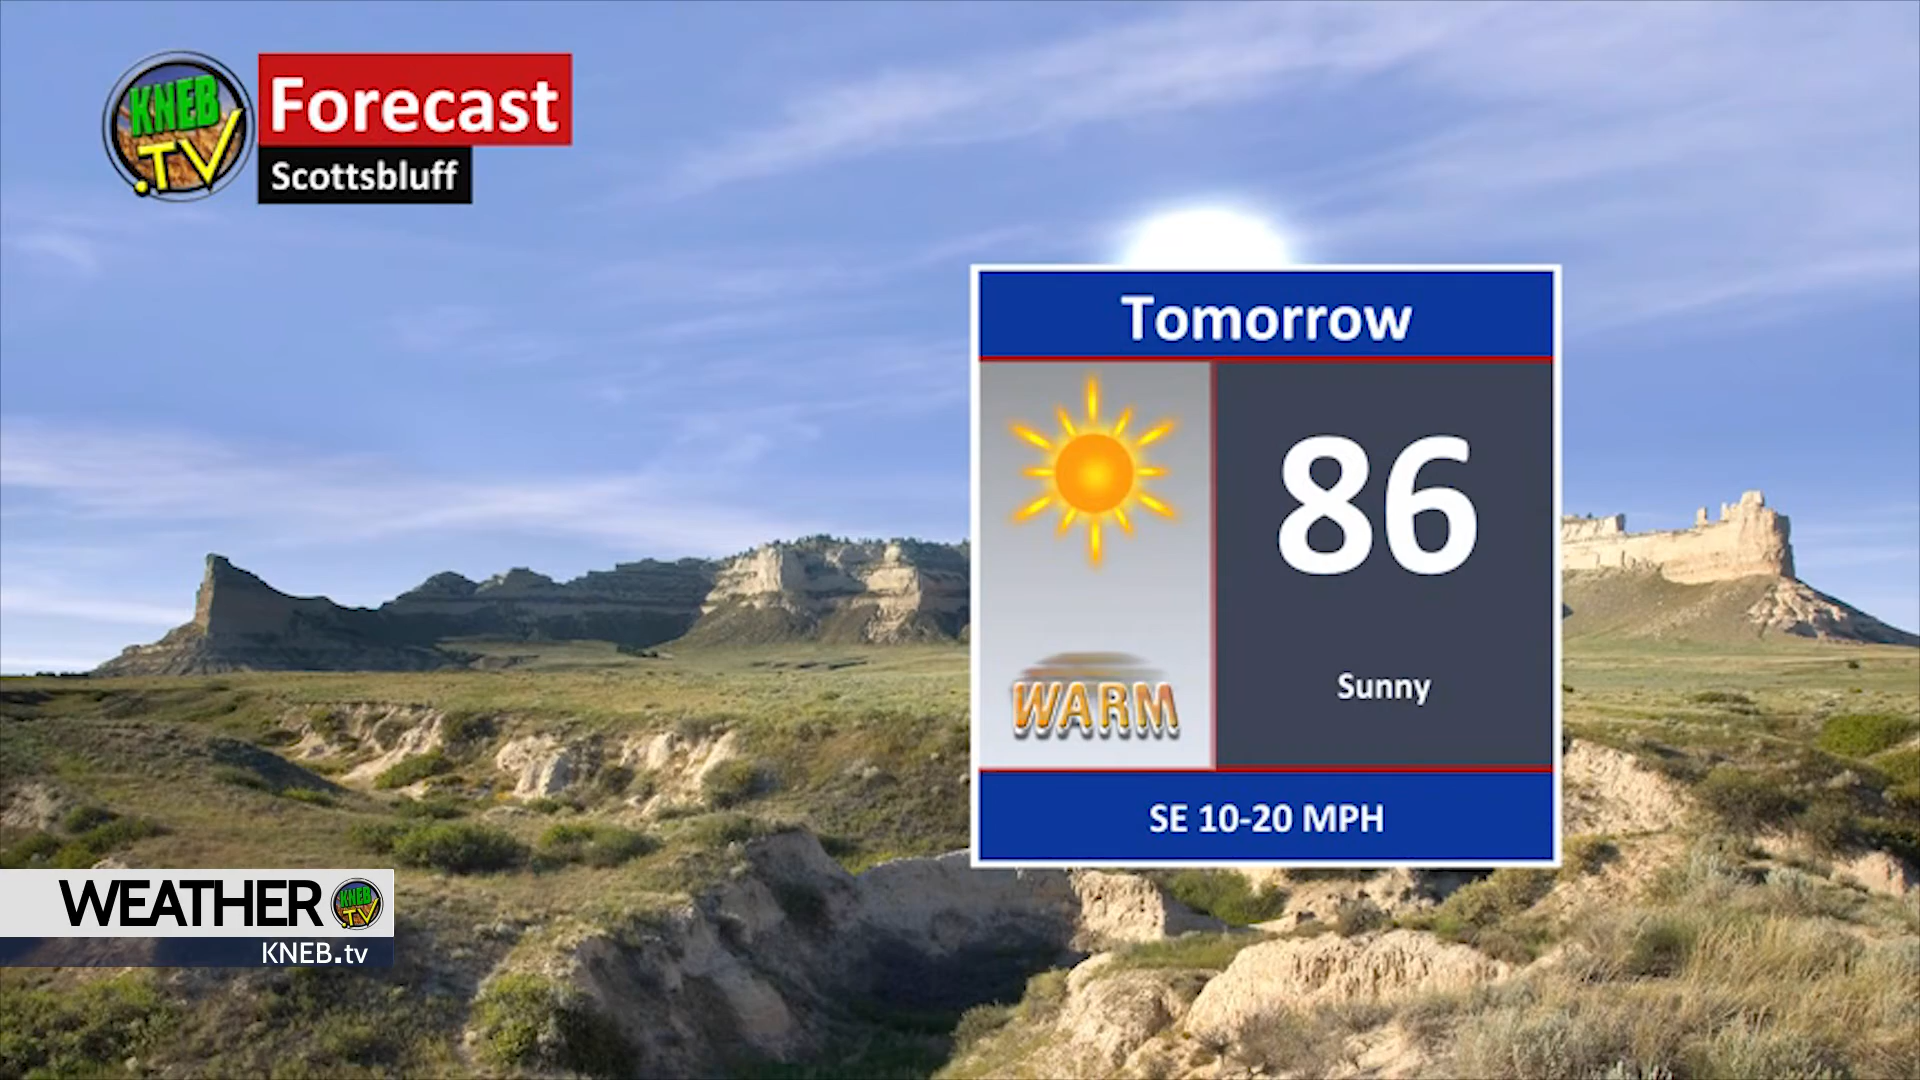 KNEB
.TV
Forecast
Scottsbluff
Tomorrow
86
WARM
Sunny
SE 10-20 MPH
WEATHER
KNEB
.TV
KNEB.tv